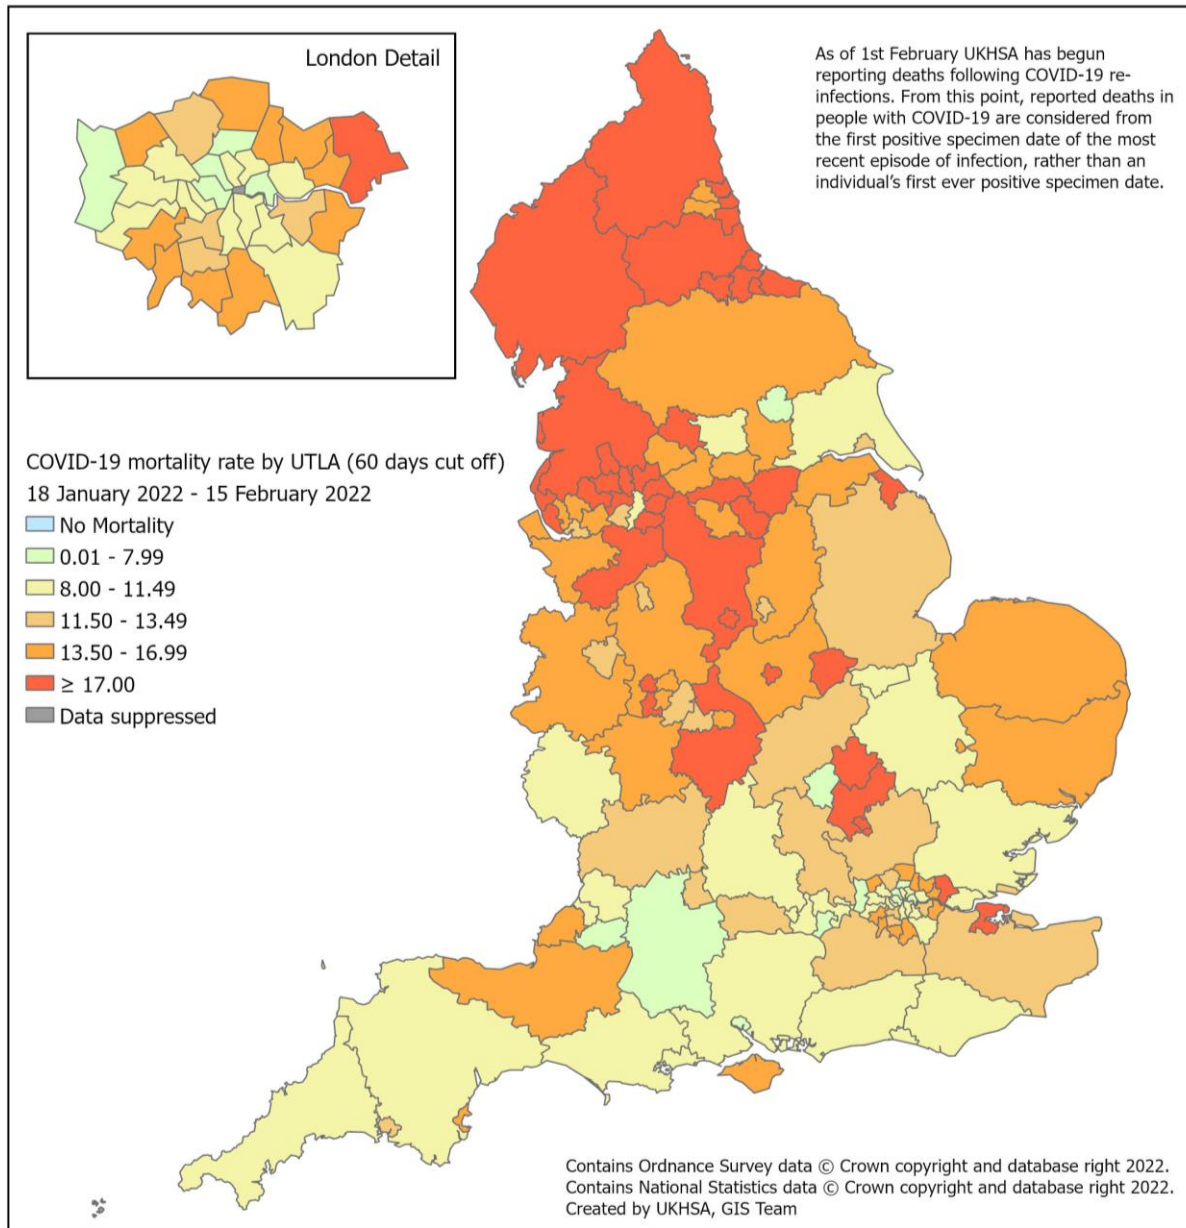 London Detail
As of 1st February UKHSA has begun
reporting deaths following COVID-19 re-
infections. From this point, reported deaths in
people with COVID-19 are considered from
the first positive specimen date of the most
recent episode of infection, rather than an
individual's first ever positive specimen date.
COVID-19 mortality rate by UTLA (60 days cut off)
18 January 2022 - 15 February 2022
No Mortality
0.01 - 7.99
8.00 - 11.49
11.50 - 13.49
13.50 - 16.99
≥ 17.00
Data suppressed
Contains Ordnance Survey data © Crown copyright and database right 2022.
Contains National Statistics data © Crown copyright and database right 2022.
Created by UKHSA, GIS Team